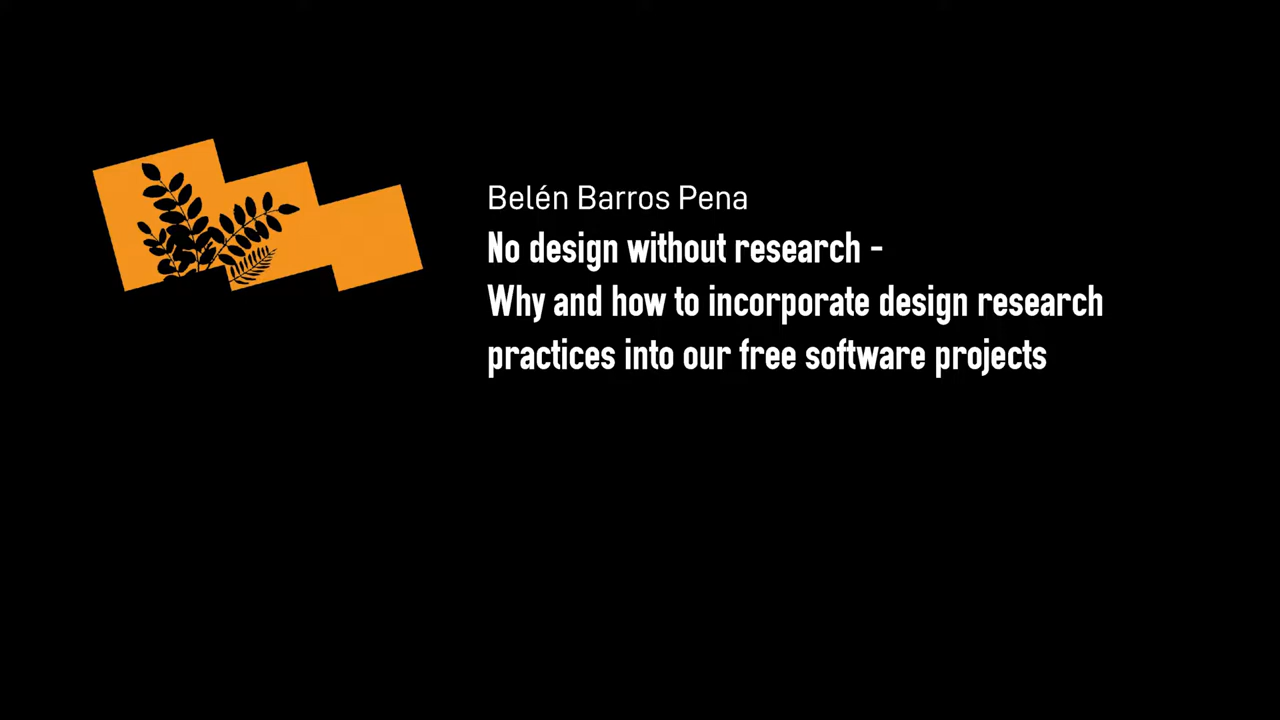 Belén Barros Pena
No design without research -
Why and how to incorporate design research
practices into our free software projects